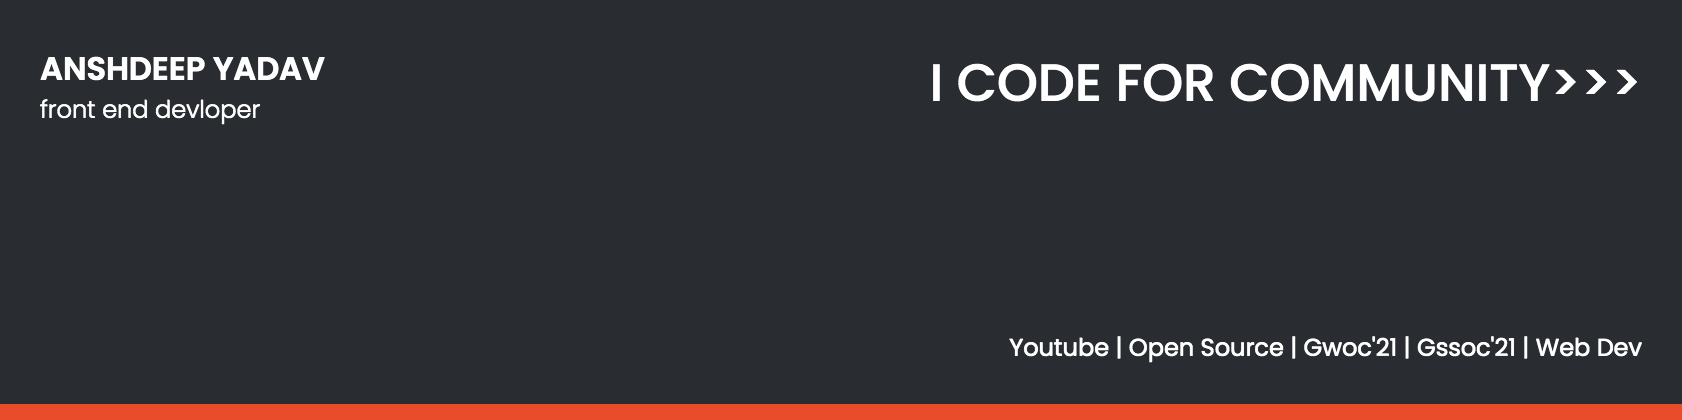 ANSHDEEP YADAV
front end devloper
I CODE FOR COMMUNITY>>>
Youtube | Open Source | Gwoc'21 | Gssoc'21 | Web Dev